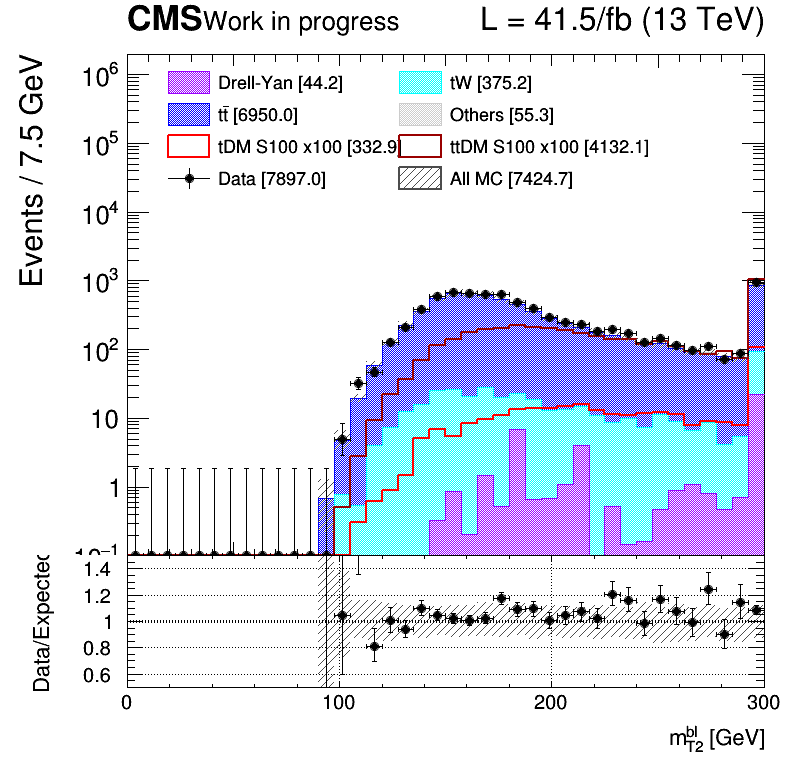 CMS Work in progress L = 41.5/fb (13 TeV)
Events / 7.5 GeV
10⁶
10⁵
10⁴
10³
10²
10
1
10⁻¹
Drell-Yan [44.2] tW [375.2]
tt̄ [6950.0] Others [55.3]
tDM S100 x100 [332.9] ttDM S100 x100 [4132.1]
Data [7897.0] All MC [7424.7]
Data/Expected
1.4
1.2
1
0.8
0.6
0 100 200 300
m_{T2}^{bl} [GeV]